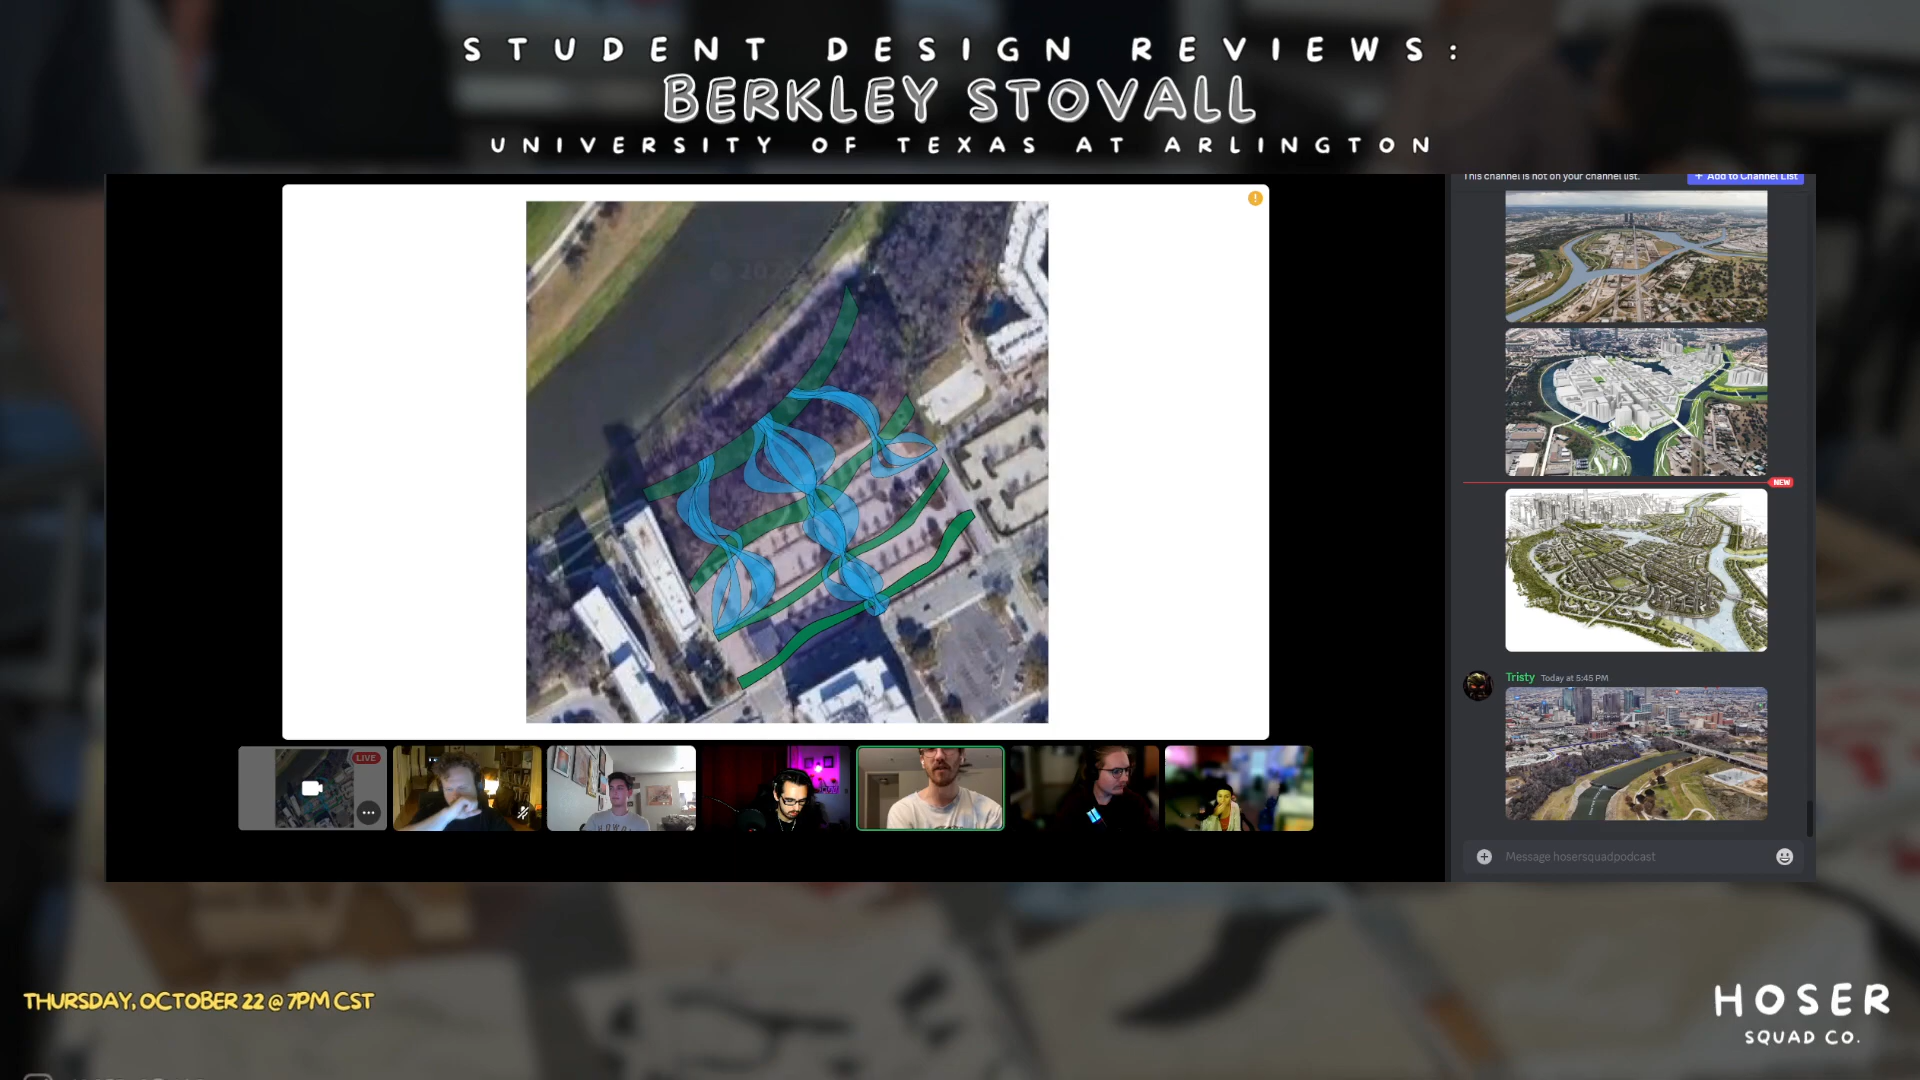 STUDENT DESIGN REVIEWS:
BERKLEY STOVALL
UNIVERSITY OF TEXAS AT ARLINGTON
This channel is not on your channel list.
+ Add to Channel List
NEW
Tristy Today at 5:45 PM
LIVE
Message hosersquadpodcast
THURSDAY, OCTOBER 22 @ 7PM CST
HOSER
SQUAD CO.